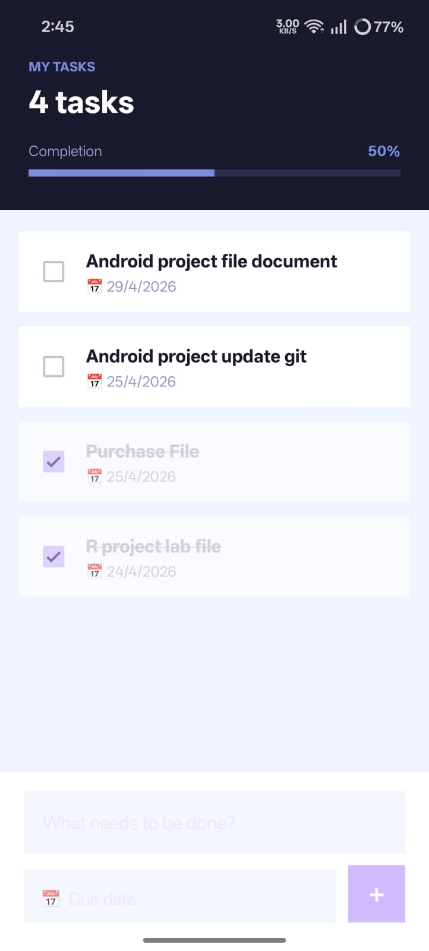 2:45
3.00
KB/S
77%
MY TASKS
4 tasks
Completion
50%
Android project file document
📅 29/4/2026
Android project update git
📅 25/4/2026
Purchase File
📅 25/4/2026
R project lab file
📅 24/4/2026
What needs to be done?
📅 Due date
+